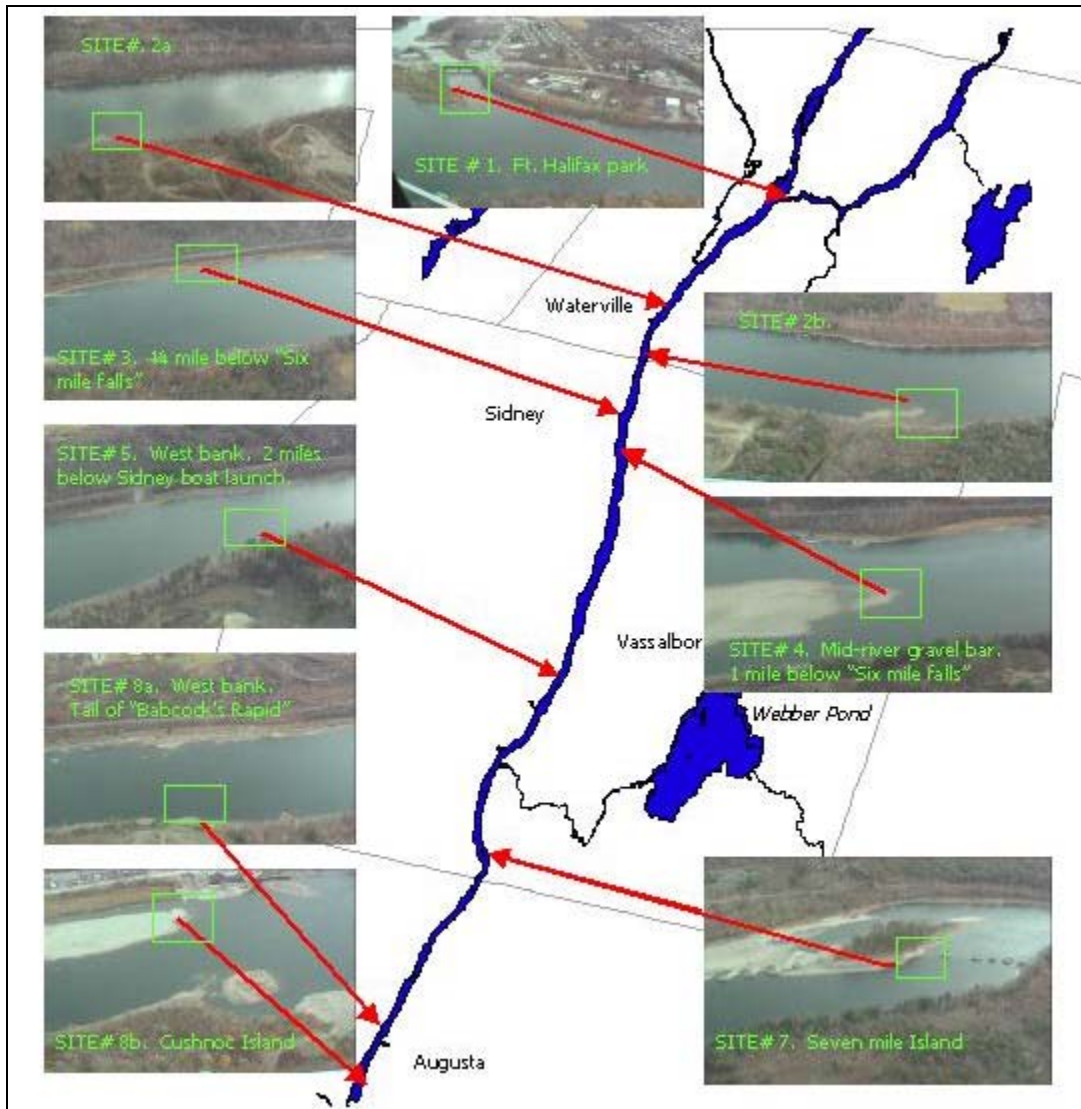 SITE#. 2a
SITE # 1. Ft. Halifax park
Waterville
SITE# 2b.
SITE# 3. ¼ mile below "Six
mile falls"
Sidney
SITE# 5. West bank. 2 miles
below Sidney boat launch.
Vassalbor
SITE# 4. Mid-river gravel bar.
1 mile below "Six mile falls"
SITE# 8a. West bank.
Tail of "Babcock's Rapid"
Webber Pond
SITE# 8b. Cushnoc Island
Augusta
SITE# 7. Seven mile Island